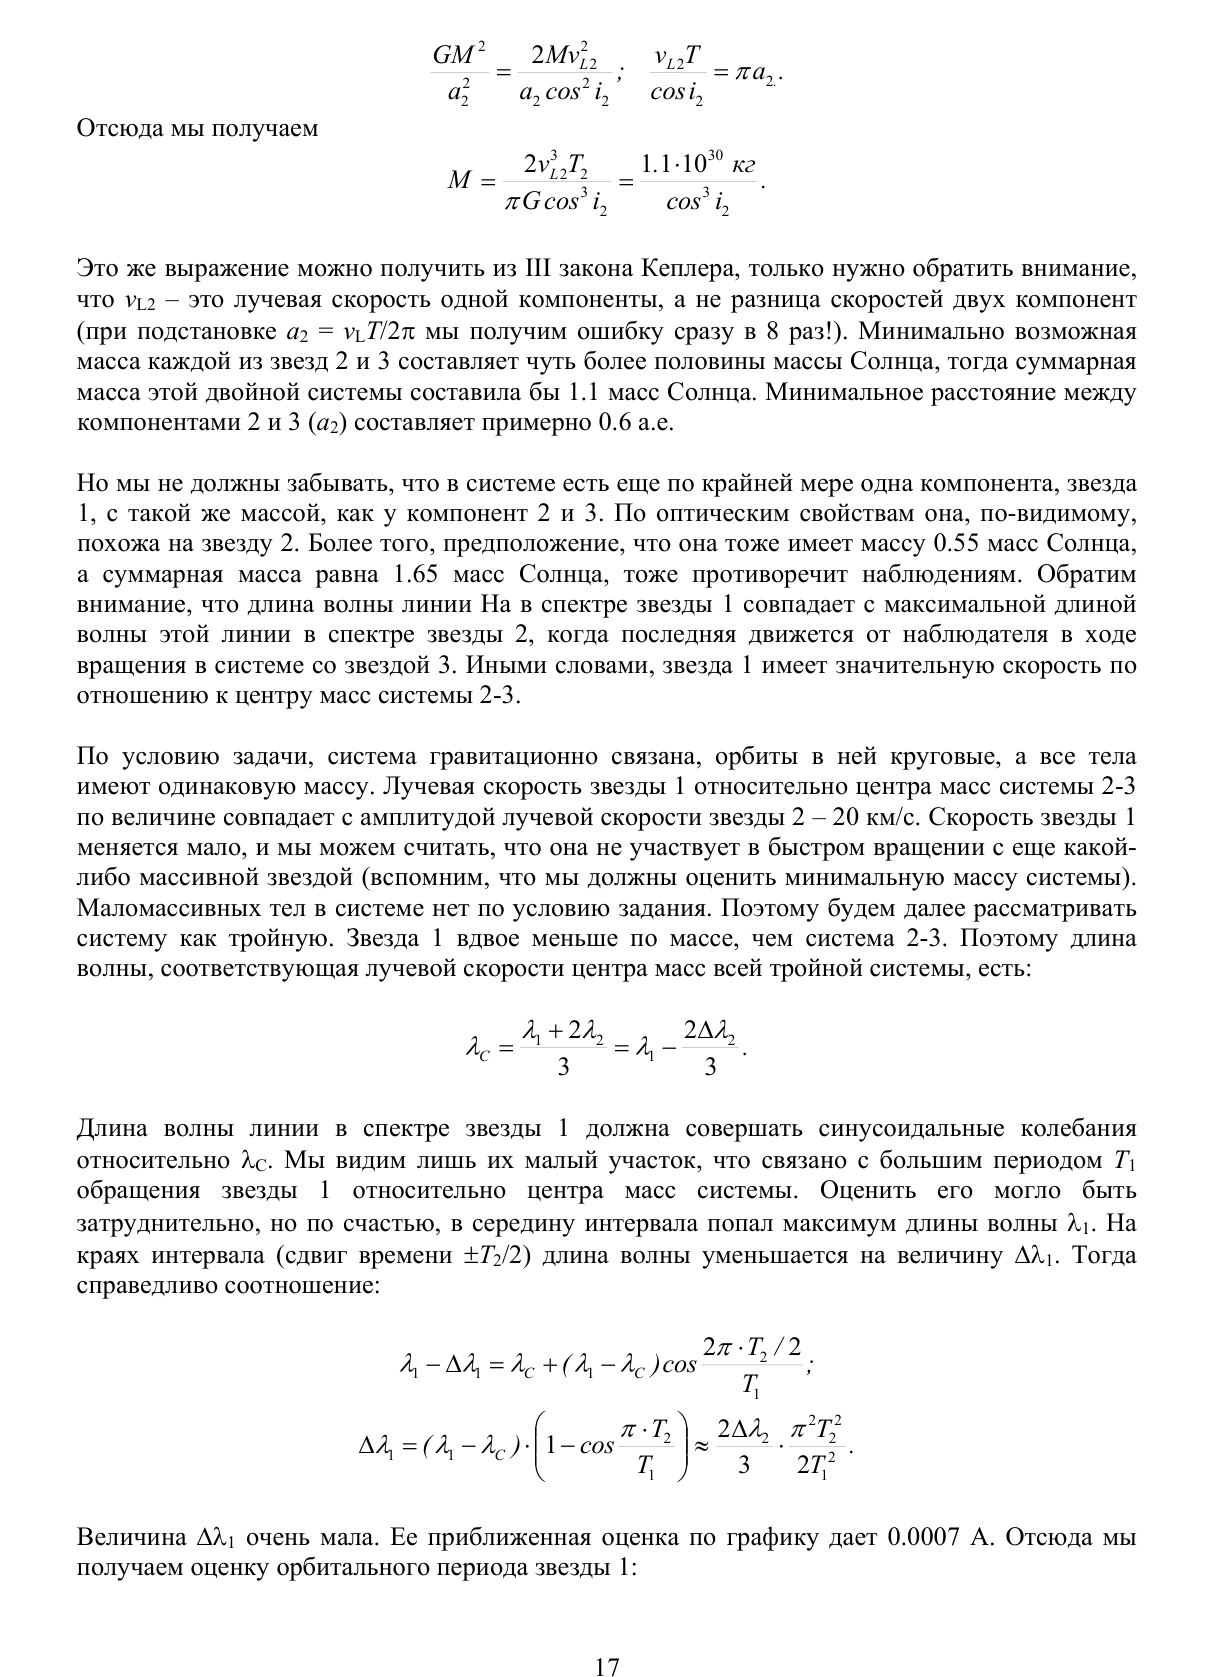 GM² / a₂² = 2Mv²_L2 / (a₂ cos² i₂) ; v_L2 T / cos i₂ = π a₂.
Отсюда мы получаем
M = 2v³_L2 T₂ / (π G cos³ i₂) = 1.1·10³⁰ кг / cos³ i₂ .
Это же выражение можно получить из III закона Кеплера, только нужно обратить внимание,
что v_L2 – это лучевая скорость одной компоненты, а не разница скоростей двух компонент
(при подстановке a₂ = v_L T/2π мы получим ошибку сразу в 8 раз!). Минимально возможная
масса каждой из звезд 2 и 3 составляет чуть более половины массы Солнца, тогда суммарная
масса этой двойной системы составила бы 1.1 масс Солнца. Минимальное расстояние между
компонентами 2 и 3 (a₂) составляет примерно 0.6 а.е.
Но мы не должны забывать, что в системе есть еще по крайней мере одна компонента, звезда
1, с такой же массой, как у компонент 2 и 3. По оптическим свойствам она, по-видимому,
похожа на звезду 2. Более того, предположение, что она тоже имеет массу 0.55 масс Солнца,
а суммарная масса равна 1.65 масс Солнца, тоже противоречит наблюдениям. Обратим
внимание, что длина волны линии На в спектре звезды 1 совпадает с максимальной длиной
волны этой линии в спектре звезды 2, когда последняя движется от наблюдателя в ходе
вращения в системе со звездой 3. Иными словами, звезда 1 имеет значительную скорость по
отношению к центру масс системы 2-3.
По условию задачи, система гравитационно связана, орбиты в ней круговые, а все тела
имеют одинаковую массу. Лучевая скорость звезды 1 относительно центра масс системы 2-3
по величине совпадает с амплитудой лучевой скорости звезды 2 – 20 км/с. Скорость звезды 1
меняется мало, и мы можем считать, что она не участвует в быстром вращении с еще какой-
либо массивной звездой (вспомним, что мы должны оценить минимальную массу системы).
Маломассивных тел в системе нет по условию задания. Поэтому будем далее рассматривать
систему как тройную. Звезда 1 вдвое меньше по массе, чем система 2-3. Поэтому длина
волны, соответствующая лучевой скорости центра масс всей тройной системы, есть:
λ_C = (λ₁ + 2λ₂) / 3 = λ₁ − 2Δλ₂ / 3 .
Длина волны линии в спектре звезды 1 должна совершать синусоидальные колебания
относительно λ_C. Мы видим лишь их малый участок, что связано с большим периодом T₁
обращения звезды 1 относительно центра масс системы. Оценить его могло быть
затруднительно, но по счастью, в середину интервала попал максимум длины волны λ₁. На
краях интервала (сдвиг времени ±T₂/2) длина волны уменьшается на величину Δλ₁. Тогда
справедливо соотношение:
λ₁ − Δλ₁ = λ_C + (λ₁ − λ_C) cos (2π · T₂ / 2) / T₁ ;
Δλ₁ = (λ₁ − λ_C) · (1 − cos (π · T₂ / T₁)) ≈ 2Δλ₂ / 3 · π²T₂² / 2T₁² .
Величина Δλ₁ очень мала. Ее приближенная оценка по графику дает 0.0007 А. Отсюда мы
получаем оценку орбитального периода звезды 1:
17